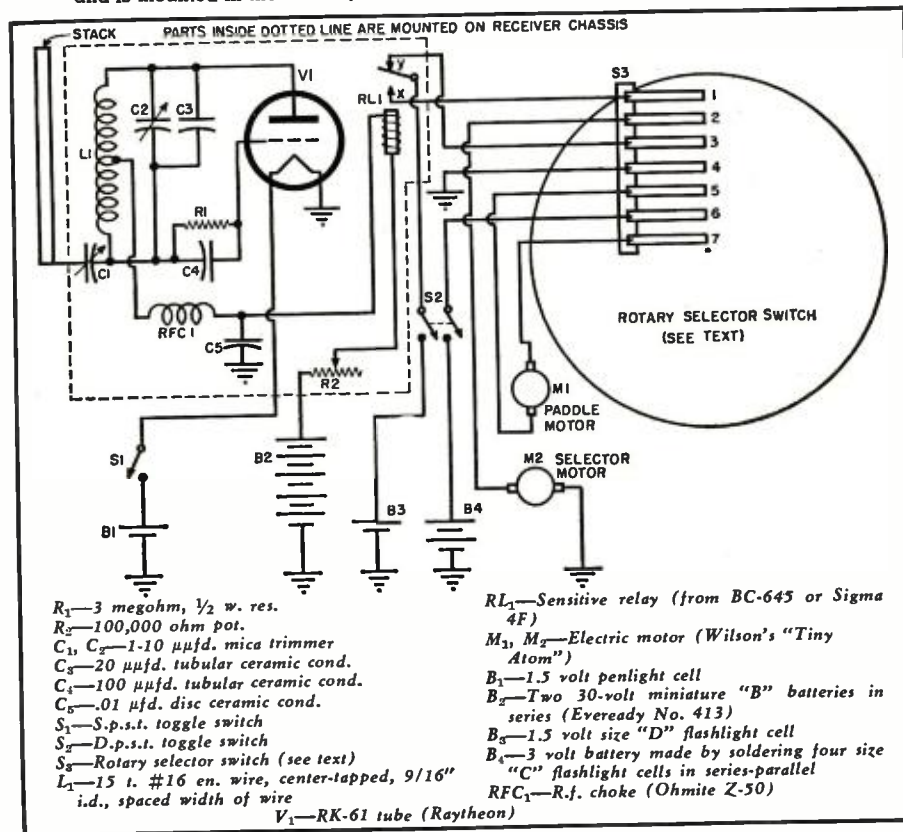 STACK
PARTS INSIDE DOTTED LINE ARE MOUNTED ON RECEIVER CHASSIS
V1
Y
S3
RL1
X
C2
C3
L1
R1
C4
C1
RFC 1
C5
R2
S2
1
2
3
4
5
6
7
ROTARY SELECTOR SWITCH
(SEE TEXT)
M1
PADDLE
MOTOR
M2
SELECTOR
MOTOR
S1
B1
B2
B3
B4
R₁—3 megohm, ½ w. res.
R₂—100,000 ohm pot.
C₁, C₂—1-10 μμfd. mica trimmer
C₃—20 μμfd. tubular ceramic cond.
C₄—100 μμfd. tubular ceramic cond.
C₅—.01 μfd. disc ceramic cond.
S₁—S.p.s.t. toggle switch
S₂—D.p.s.t. toggle switch
S₃—Rotary selector switch (see text)
L₁—15 t. #16 en. wire, center-tapped, 9/16"
i.d., spaced width of wire
RL₁—Sensitive relay (from BC-645 or Sigma
4F)
M₁, M₂—Electric motor (Wilson's "Tiny
Atom")
B₁—1.5 volt penlight cell
B₂—Two 30-volt miniature "B" batteries in
series (Eveready No. 413)
B₃—1.5 volt size "D" flashlight cell
B₄—3 volt battery made by soldering four size
"C" flashlight cells in series-parallel
RFC₁—R.f. choke (Ohmite Z-50)
V₁—RK-61 tube (Raytheon)